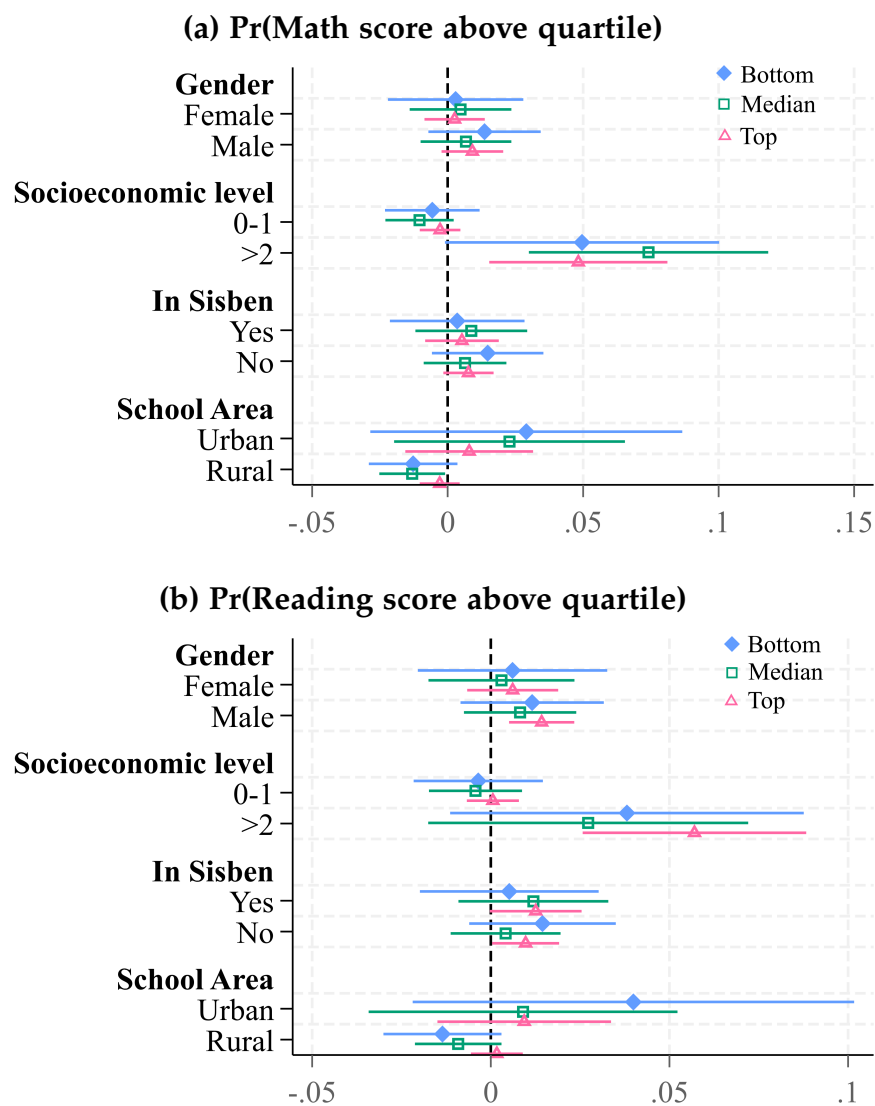 (a) Pr(Math score above quartile)
Bottom
Median
Top
Gender
Female
Male
Socioeconomic level
0-1
>2
In Sisben
Yes
No
School Area
Urban
Rural
-.05 0 .05 .1 .15
(b) Pr(Reading score above quartile)
Bottom
Median
Top
Gender
Female
Male
Socioeconomic level
0-1
>2
In Sisben
Yes
No
School Area
Urban
Rural
-.05 0 .05 .1